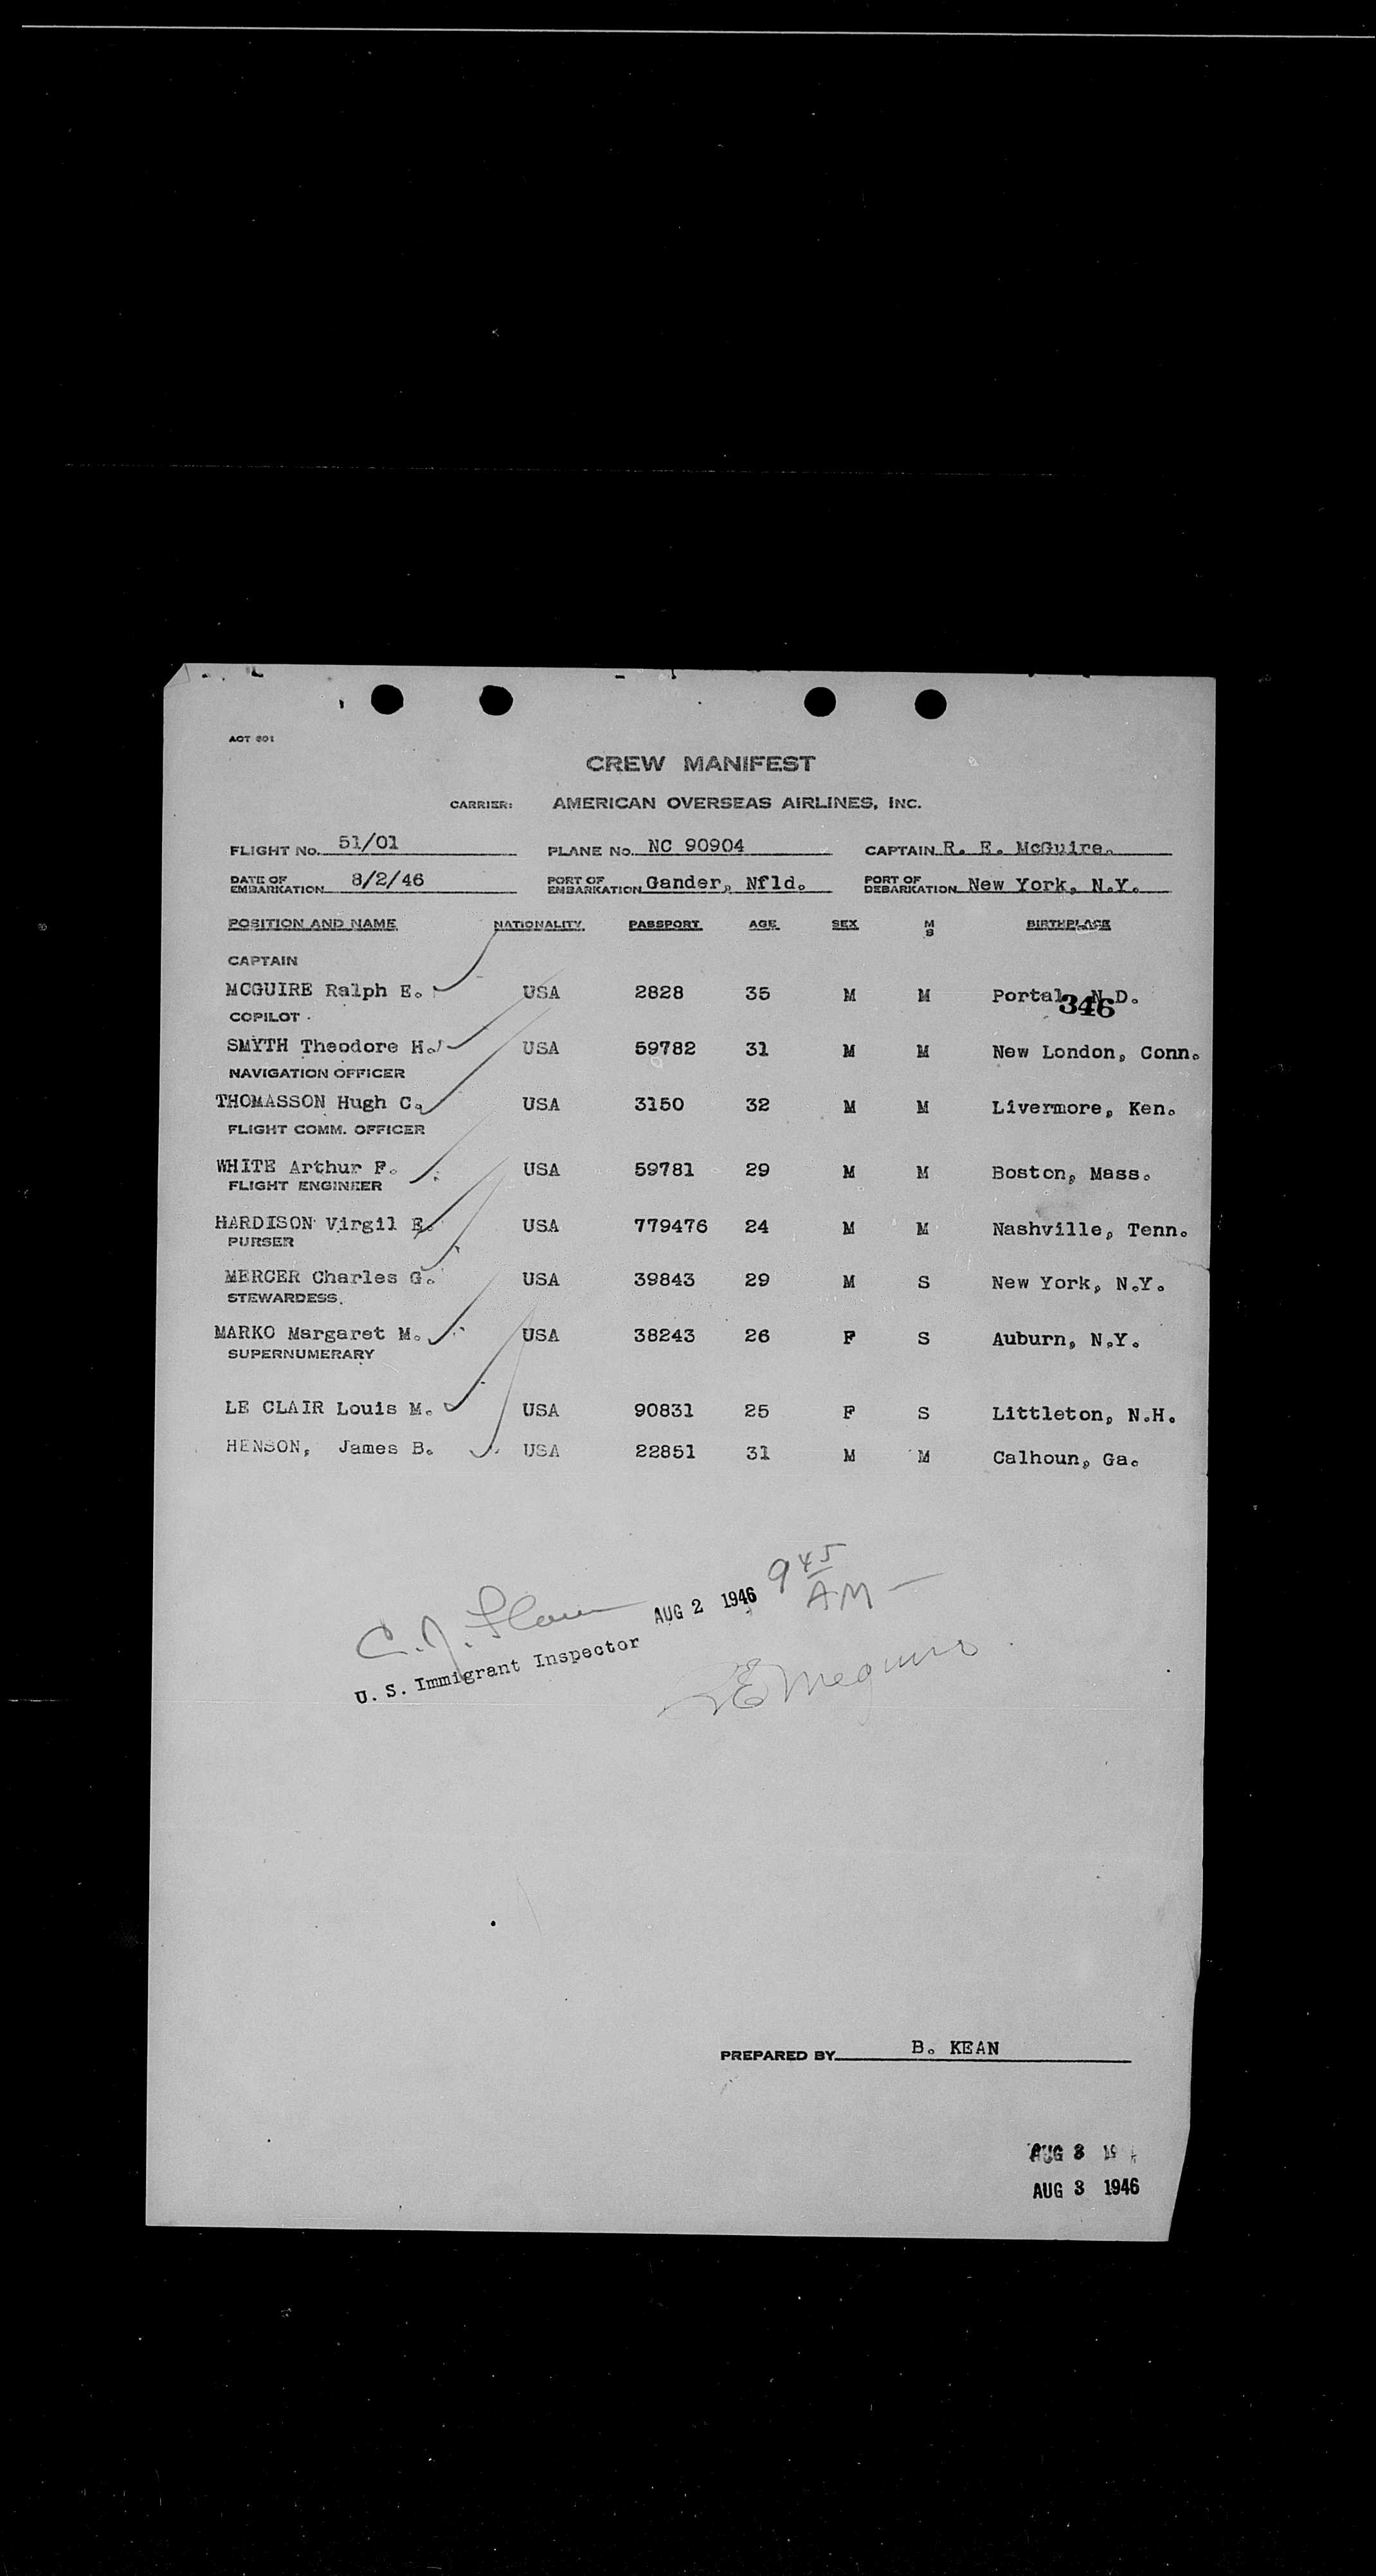 ACT 601
CREW MANIFEST
CARRIER: AMERICAN OVERSEAS AIRLINES, INC.
FLIGHT NO. 51/01 PLANE NO. NC 90904 CAPTAIN R. E. McGuire.
DATE OF EMBARKATION 8/2/46 PORT OF EMBARKATION Gander, Nfld. PORT OF DEBARKATION New York, N.Y.
POSITION AND NAME NATIONALITY PASSPORT AGE SEX M S BIRTHPLACE
CAPTAIN
MCGUIRE Ralph E. USA 2828 35 M M Portal, N.D.
346
COPILOT
SMYTH Theodore H. USA 59782 31 M M New London, Conn.
NAVIGATION OFFICER
THOMASSON Hugh C. USA 3150 32 M M Livermore, Ken.
FLIGHT COMM. OFFICER
WHITE Arthur F. USA 59781 29 M M Boston, Mass.
FLIGHT ENGINEER
HARDISON Virgil E. USA 779476 24 M M Nashville, Tenn.
PURSER
MERCER Charles G. USA 39843 29 M S New York, N.Y.
STEWARDESS
MARKO Margaret M. USA 38243 26 F S Auburn, N.Y.
SUPERNUMERARY
LE CLAIR Louis M. USA 90831 25 F S Littleton, N.H.
HENSON, James B. USA 22851 31 M M Calhoun, Ga.
C. J. AUG 2 1946 9 45 AM
U. S. Immigrant Inspector
RE McGuire
PREPARED BY B. KEAN
AUG 3
AUG 3 1946